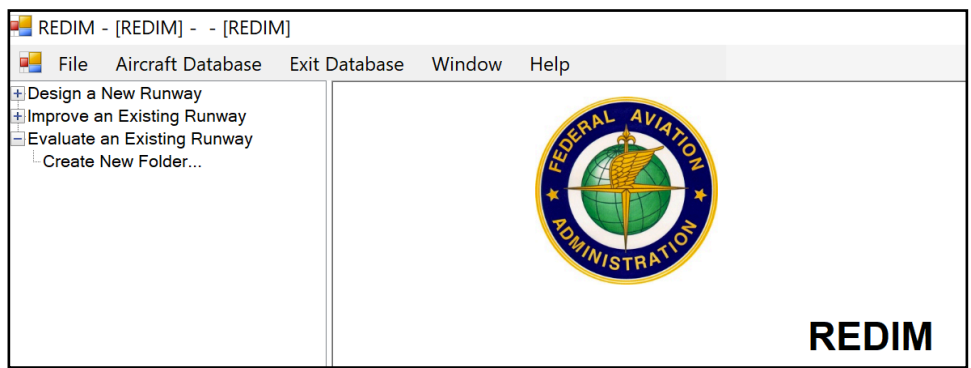 REDIM - [REDIM] - - [REDIM]
File Aircraft Database Exit Database Window Help
Design a New Runway
Improve an Existing Runway
Evaluate an Existing Runway
Create New Folder...
FEDERAL AVIATION
ADMINISTRATION
REDIM